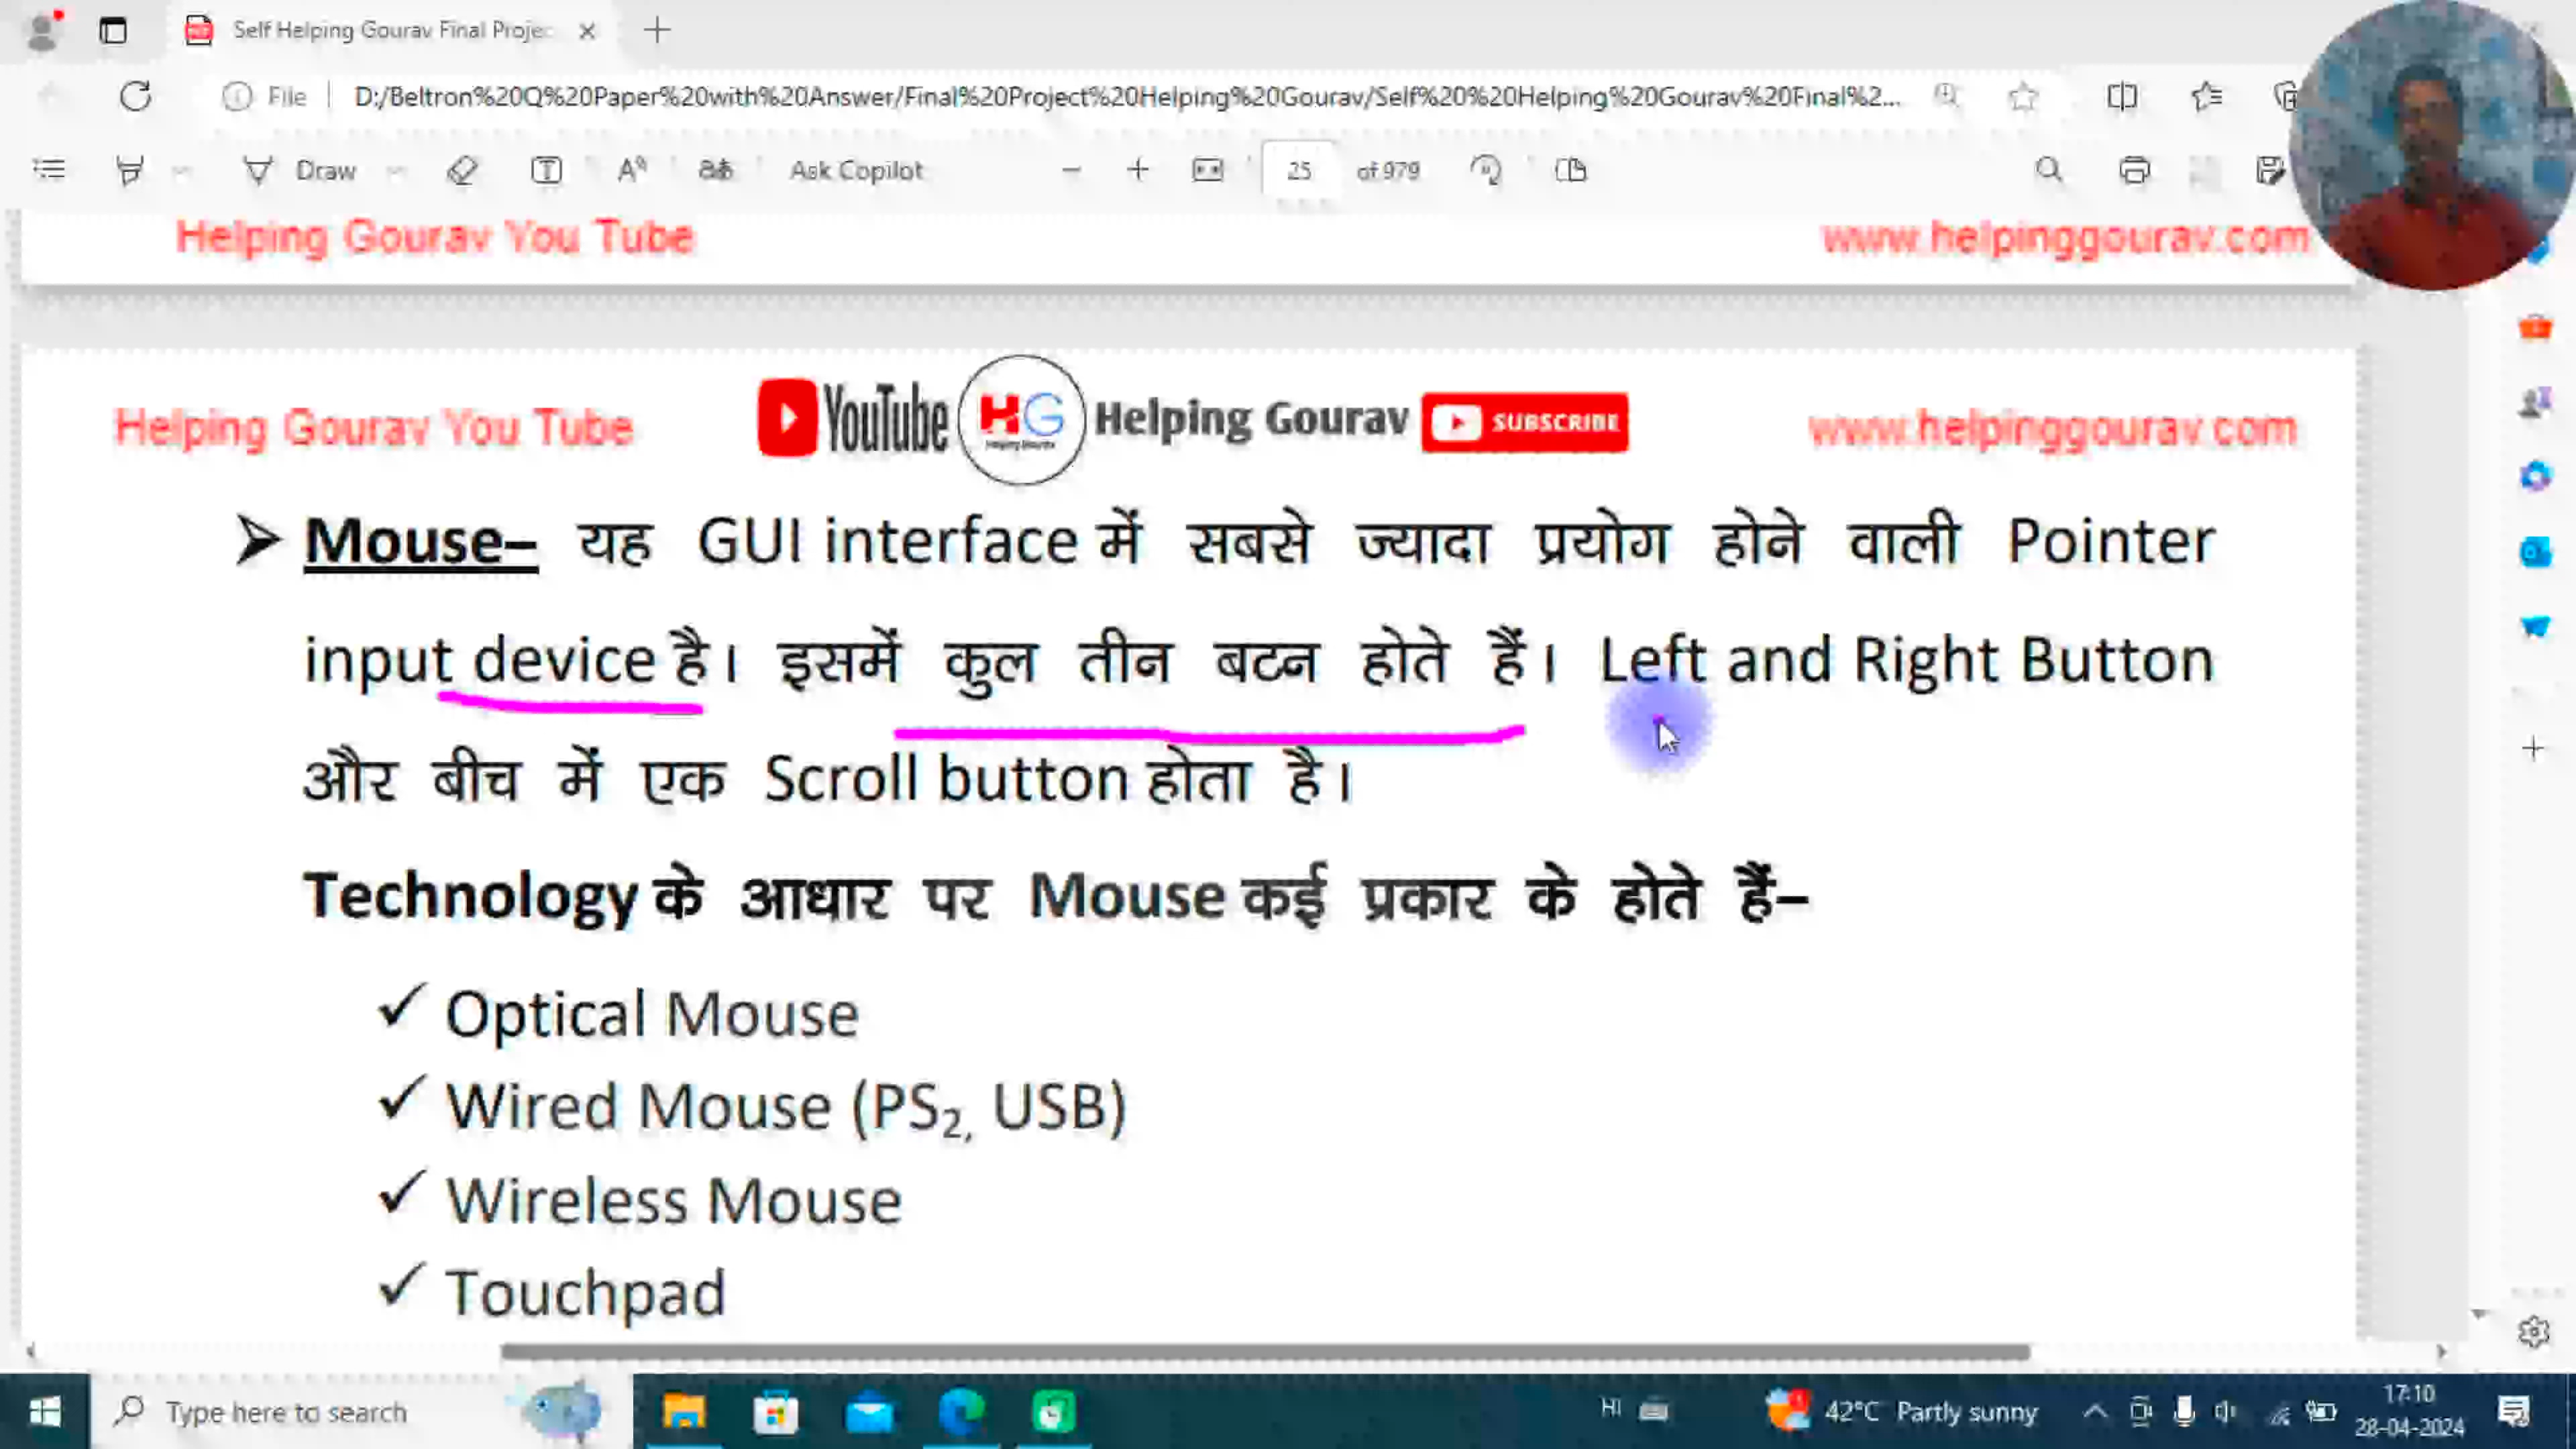 Self Helping Gourav Final Projec
File
D:/Beltron%20Q%20Paper%20with%20Answer/Final%20Project%20Helping%20Gourav/Self%20%20Helping%20Gourav%20Final%2...
Draw
Ask Copilot
25 of 979
Helping Gourav You Tube www.helpinggourav.com
Helping Gourav You Tube YouTube HG Helping Gourav SUBSCRIBE www.helpinggourav.com
➤ Mouse– यह GUI interface में सबसे ज्यादा प्रयोग होने वाली Pointer
input device है। इसमें कुल तीन बटन होते हैं। Left and Right Button
और बीच में एक Scroll button होता है।
Technology के आधार पर Mouse कई प्रकार के होते हैं–
✓ Optical Mouse
✓ Wired Mouse (PS₂, USB)
✓ Wireless Mouse
✓ Touchpad
Type here to search
HI
42°C Partly sunny
17:10
28-04-2024